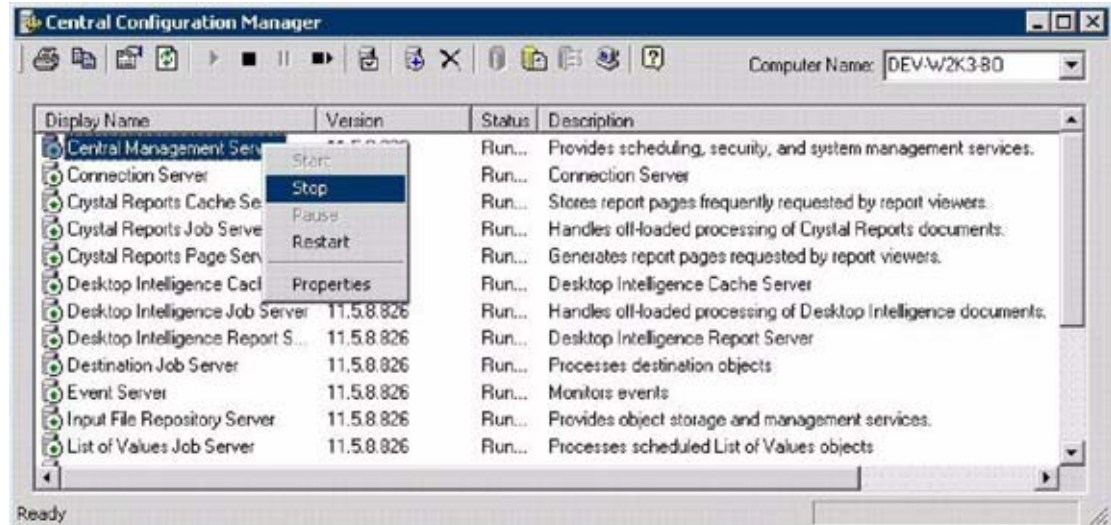 Central Configuration Manager
Computer Name: DEV-W2K3-BO
Display Name Version Status Description
Central Management Serv Run... Provides scheduling, security, and system management services.
Start
Connection Server Run... Connection Server
Stop
Crystal Reports Cache Se Run... Stores report pages frequently requested by report viewers.
Pause
Crystal Reports Job Serve Run... Handles off-loaded processing of Crystal Reports documents.
Restart
Crystal Reports Page Serv Run... Generates report pages requested by report viewers.
Desktop Intelligence Cacl Run... Desktop Intelligence Cache Server
Properties
Desktop Intelligence Job Server 11.5.8.826 Run... Handles off-loaded processing of Desktop Intelligence documents.
Desktop Intelligence Report S... 11.5.8.826 Run... Desktop Intelligence Report Server
Destination Job Server 11.5.8.826 Run... Processes destination objects
Event Server 11.5.8.826 Run... Monitors events
Input File Repository Server 11.5.8.826 Run... Provides object storage and management services.
List of Values Job Server 11.5.8.826 Run... Processes scheduled List of Values objects
Ready